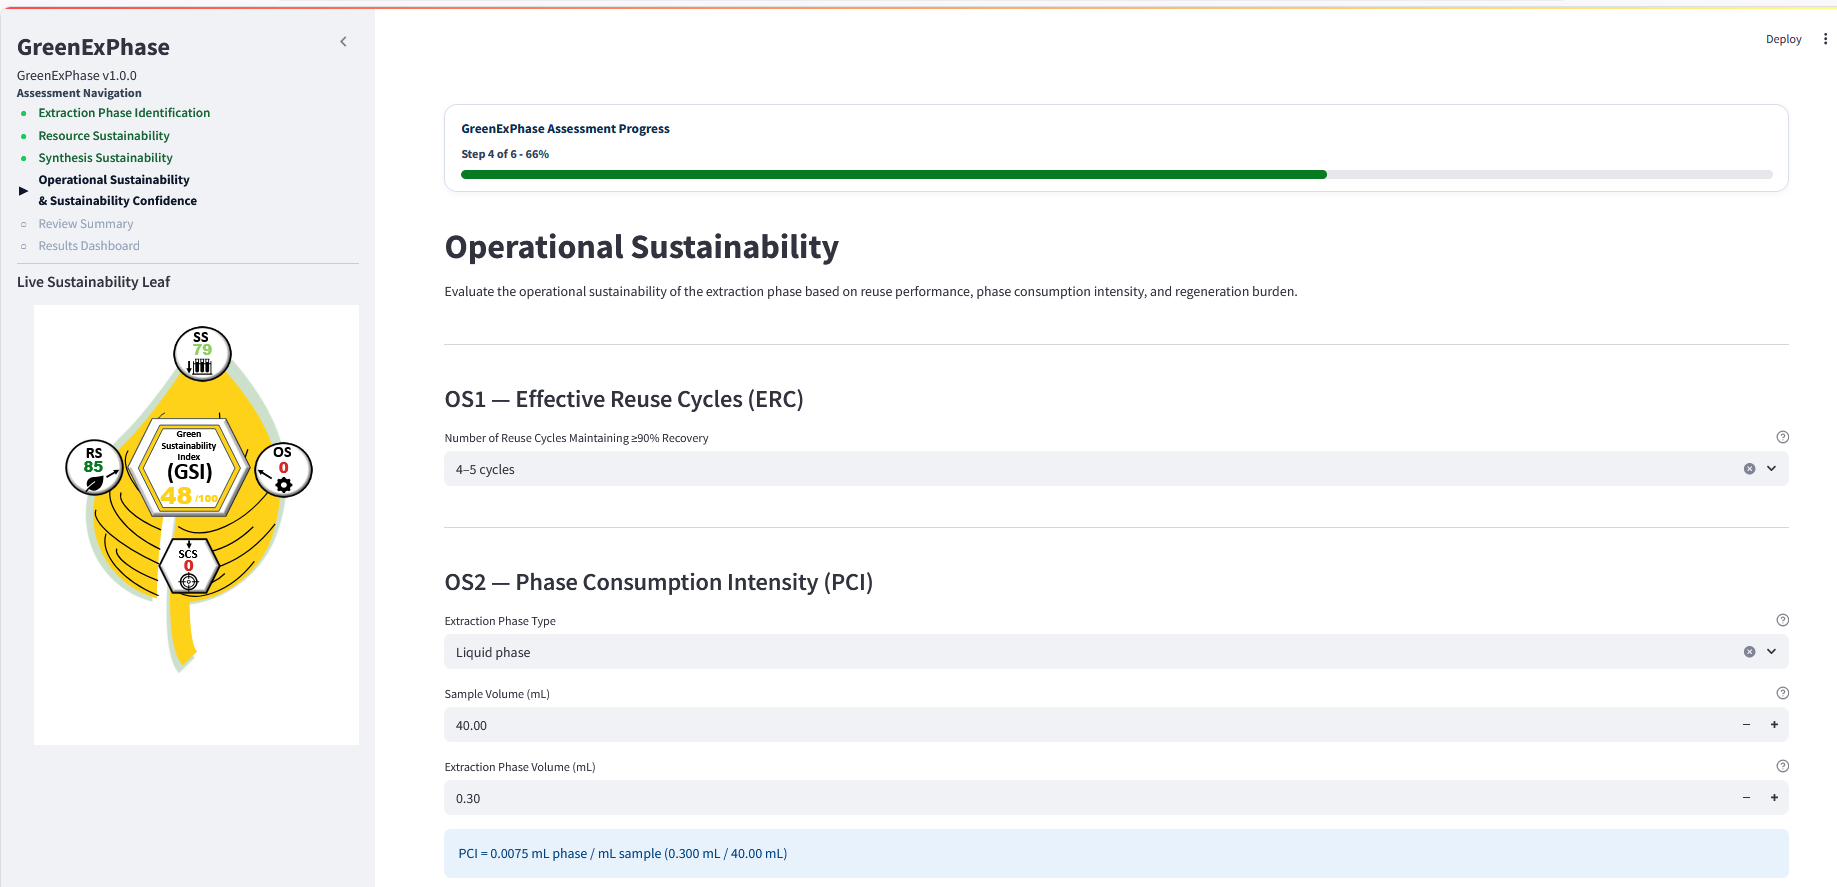 GreenExPhase
GreenExPhase v1.0.0
Assessment Navigation
Extraction Phase Identification
Resource Sustainability
Synthesis Sustainability
Operational Sustainability
& Sustainability Confidence
Review Summary
Results Dashboard
Live Sustainability Leaf
SS
79
RS
85
Green
Sustainability
Index
(GSI)
48 /100
OS
0
SCS
0
Deploy
GreenExPhase Assessment Progress
Step 4 of 6 - 66%
Operational Sustainability
Evaluate the operational sustainability of the extraction phase based on reuse performance, phase consumption intensity, and regeneration burden.
OS1 — Effective Reuse Cycles (ERC)
Number of Reuse Cycles Maintaining ≥90% Recovery
4–5 cycles
OS2 — Phase Consumption Intensity (PCI)
Extraction Phase Type
Liquid phase
Sample Volume (mL)
40.00
Extraction Phase Volume (mL)
0.30
PCI = 0.0075 mL phase / mL sample (0.300 mL / 40.00 mL)